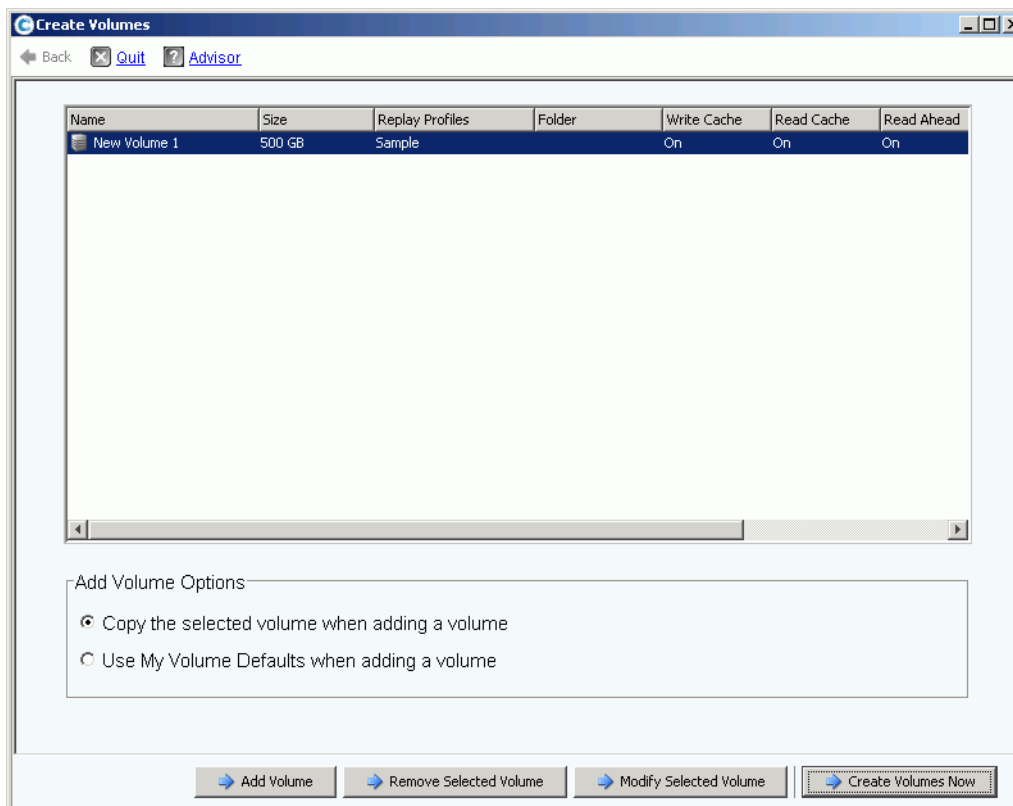 Create Volumes
Back Quit ? Advisor
Name Size Replay Profiles Folder Write Cache Read Cache Read Ahead
New Volume 1 500 GB Sample On On On
Add Volume Options
Copy the selected volume when adding a volume
Use My Volume Defaults when adding a volume
Add Volume Remove Selected Volume Modify Selected Volume Create Volumes Now